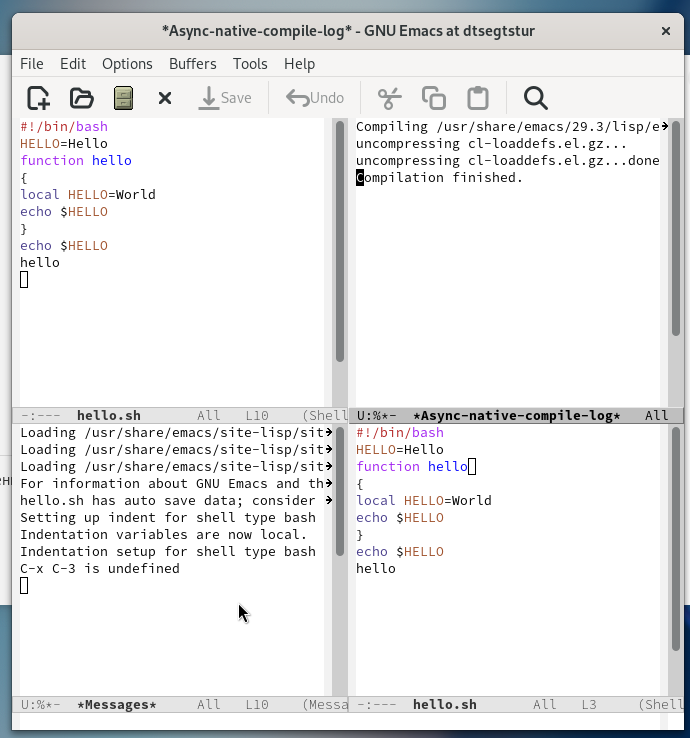 *Async-native-compile-log* - GNU Emacs at dtsegtstur ×
File Edit Options Buffers Tools Help
Save Undo
#!/bin/bash
HELLO=Hello
function hello
{
local HELLO=World
echo $HELLO
}
echo $HELLO
hello
-:--- hello.sh All L10 (Shell
Compiling /usr/share/emacs/29.3/lisp/e
uncompressing cl-loaddefs.el.gz...
uncompressing cl-loaddefs.el.gz...done
Compilation finished.
U:%*- *Async-native-compile-log* All
Loading /usr/share/emacs/site-lisp/sit
Loading /usr/share/emacs/site-lisp/sit
Loading /usr/share/emacs/site-lisp/sit
For information about GNU Emacs and th
hello.sh has auto save data; consider
Setting up indent for shell type bash
Indentation variables are now local.
Indentation setup for shell type bash
C-x C-3 is undefined
U:%*- *Messages* All L10 (Messa
#!/bin/bash
HELLO=Hello
function hello
{
local HELLO=World
echo $HELLO
}
echo $HELLO
hello
-:--- hello.sh All L3 (Shell